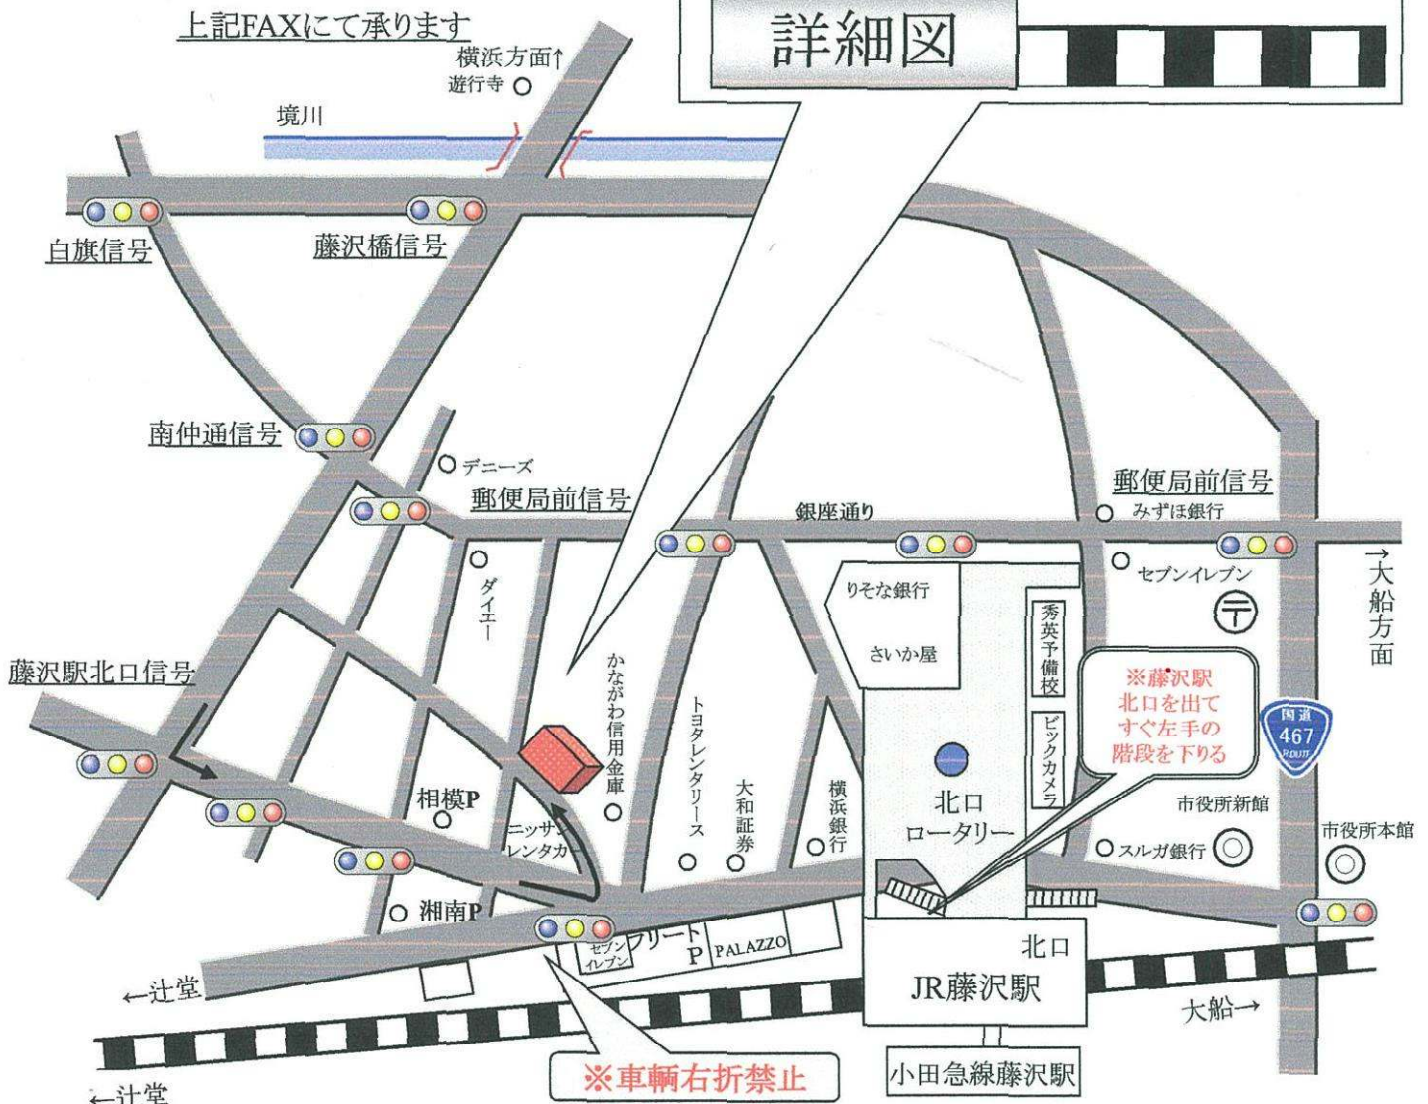 上記FAXにて承ります
詳細図
横浜方面↑
遊行寺
境川
白旗信号
藤沢橋信号
南仲通信号
デニーズ
郵便局前信号
銀座通り
郵便局前信号
みずほ銀行
ダイエー
セブンイレブン
→大船方面
りそな銀行
さいか屋
秀英予備校
ビックカメラ
藤沢駅北口信号
かながわ信用金庫
トヨタレンタリース
大和証券
横浜銀行
※藤沢駅
北口を出て
すぐ左手の
階段を下りる
国道
467
ROUTE
北口
ロータリー
相模P
ニッサン
レンタカー
市役所新館
市役所本館
スルガ銀行
湘南P
セブン
イレブン
フリート
P
PALAZZO
北口
JR藤沢駅
←辻堂
大船→
※車輌右折禁止
小田急線藤沢駅
←辻堂